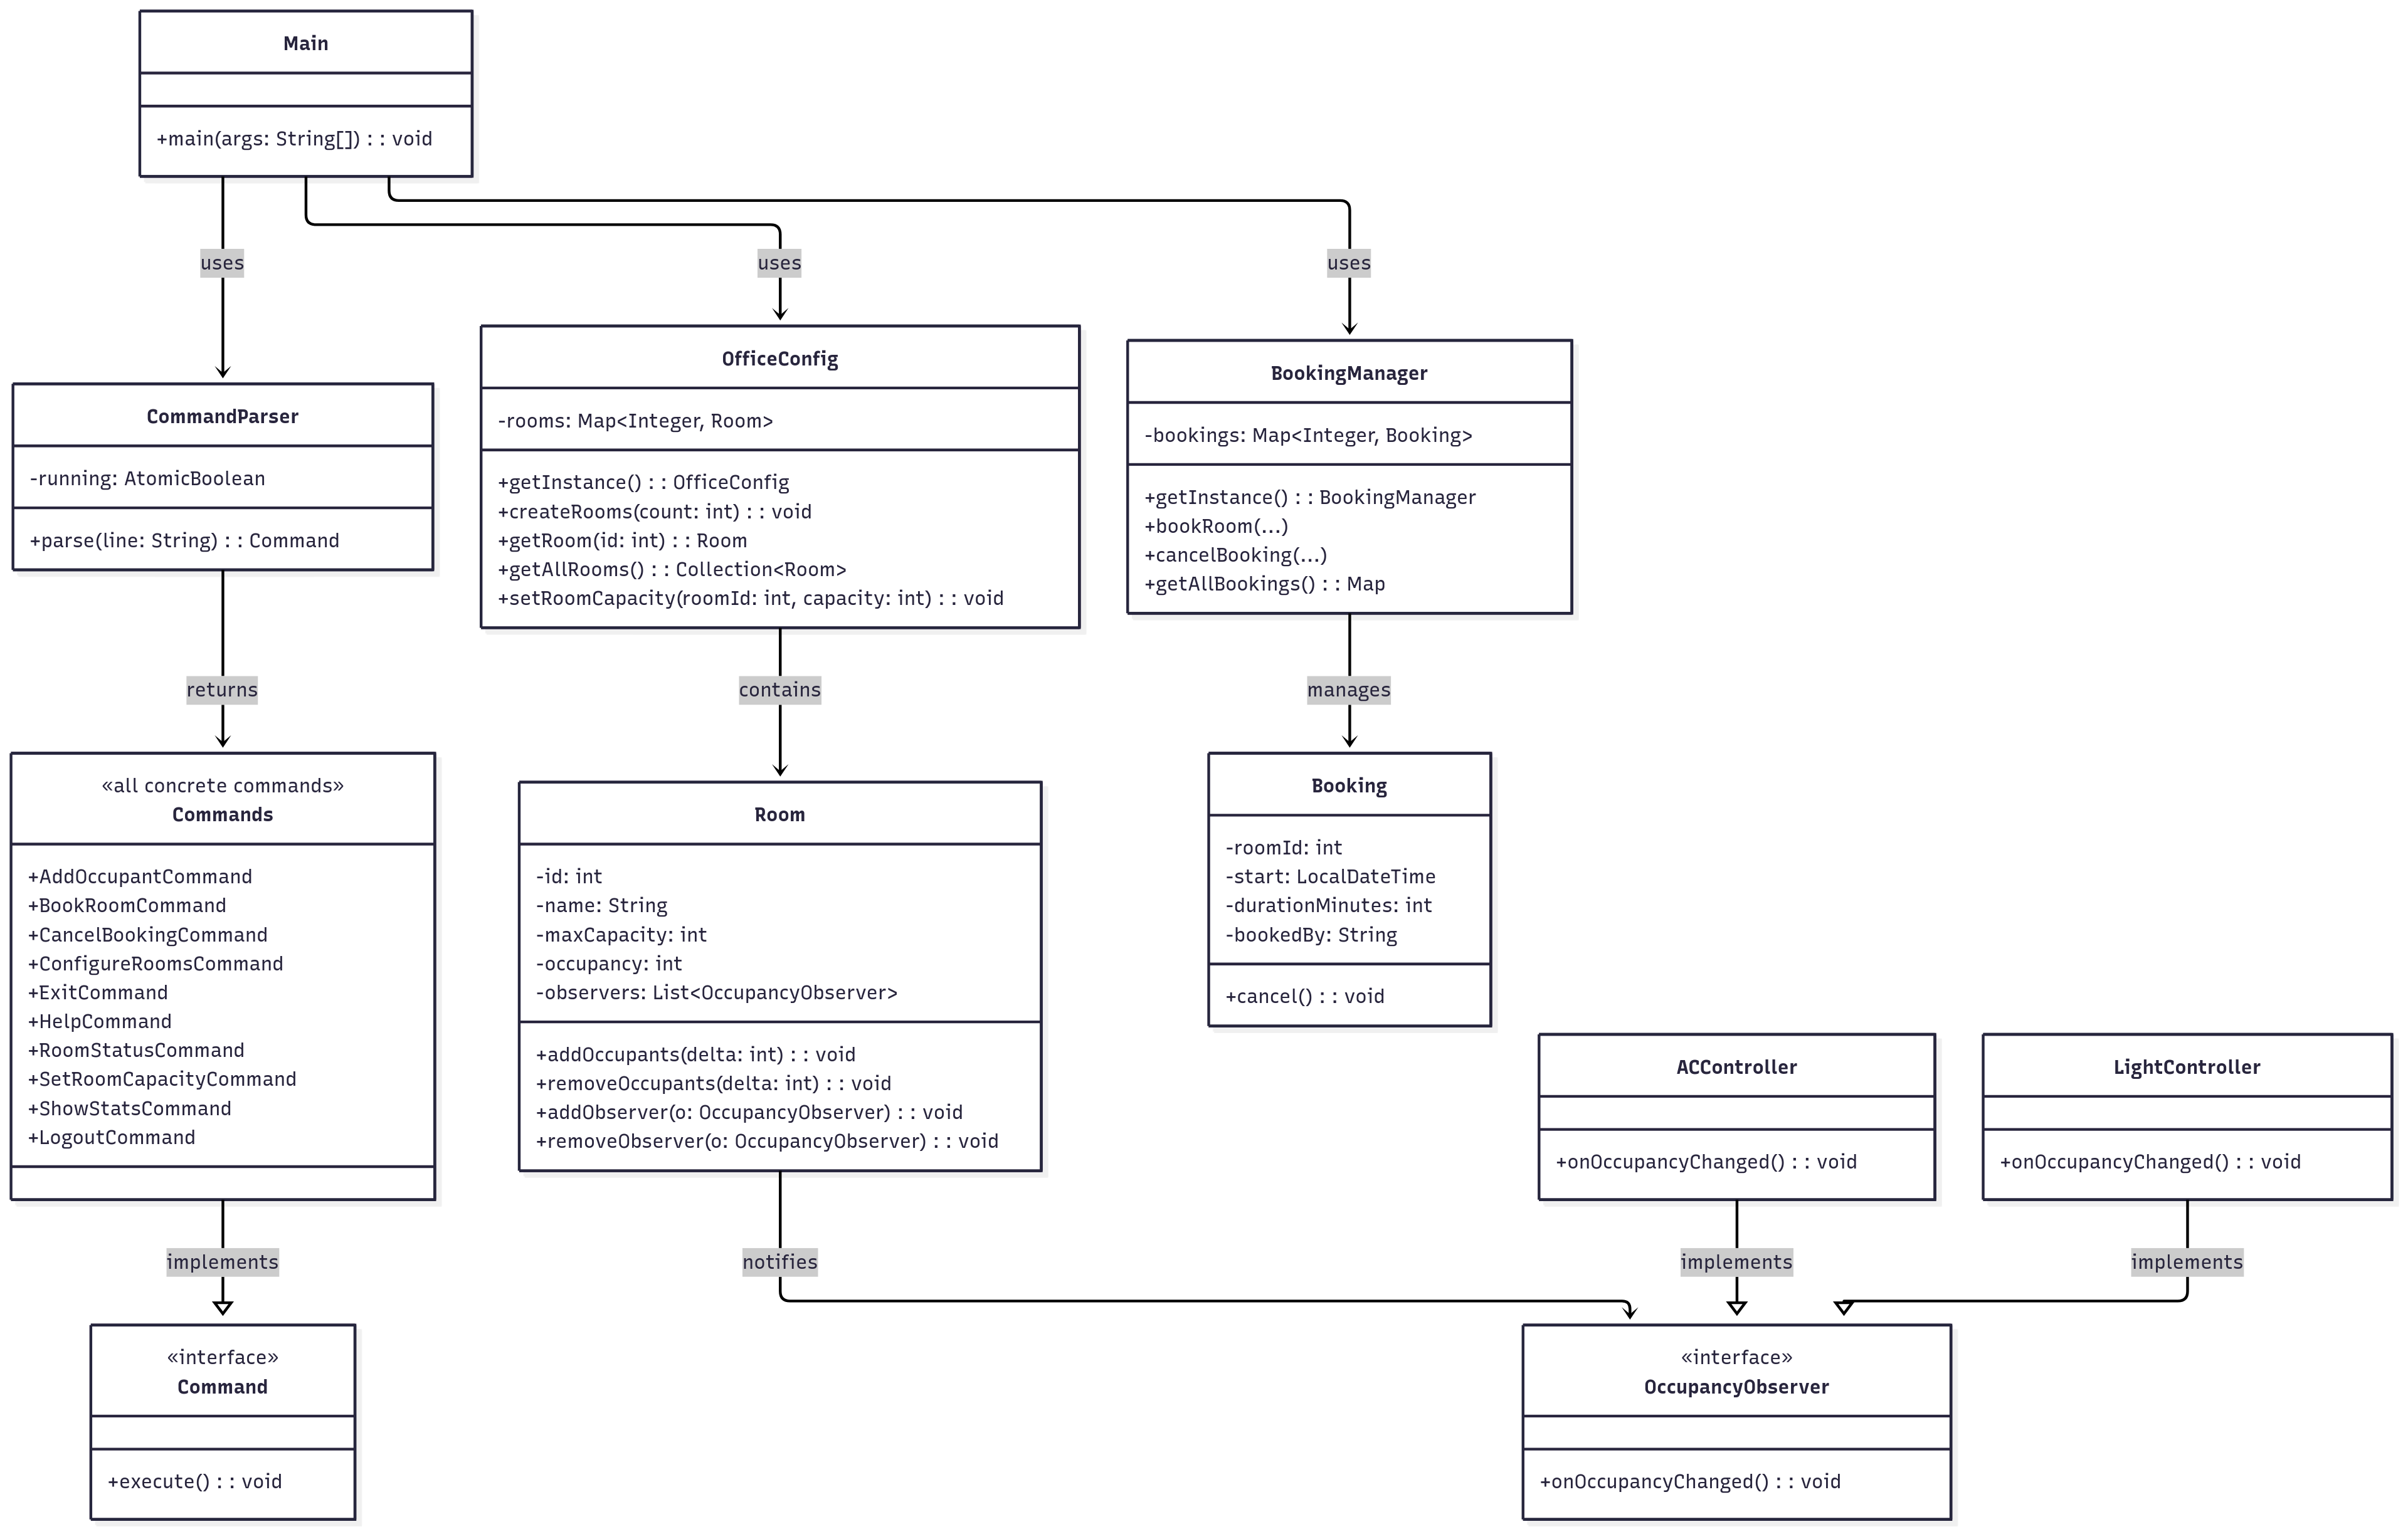 Main
+main(args: String[]) : : void
uses
uses
uses
CommandParser
-running: AtomicBoolean
+parse(line: String) : : Command
OfficeConfig
-rooms: Map<Integer, Room>
+getInstance() : : OfficeConfig
+createRooms(count: int) : : void
+getRoom(id: int) : : Room
+getAllRooms() : : Collection<Room>
+setRoomCapacity(roomId: int, capacity: int) : : void
BookingManager
-bookings: Map<Integer, Booking>
+getInstance() : : BookingManager
+bookRoom(...)
+cancelBooking(...)
+getAllBookings() : : Map
returns
contains
manages
«all concrete commands»
Commands
+AddOccupantCommand
+BookRoomCommand
+CancelBookingCommand
+ConfigureRoomsCommand
+ExitCommand
+HelpCommand
+RoomStatusCommand
+SetRoomCapacityCommand
+ShowStatsCommand
+LogoutCommand
Room
-id: int
-name: String
-maxCapacity: int
-occupancy: int
-observers: List<OccupancyObserver>
+addOccupants(delta: int) : : void
+removeOccupants(delta: int) : : void
+addObserver(o: OccupancyObserver) : : void
+removeObserver(o: OccupancyObserver) : : void
Booking
-roomId: int
-start: LocalDateTime
-durationMinutes: int
-bookedBy: String
+cancel() : : void
ACController
+onOccupancyChanged() : : void
LightController
+onOccupancyChanged() : : void
implements
notifies
implements
implements
«interface»
Command
+execute() : : void
«interface»
OccupancyObserver
+onOccupancyChanged() : : void